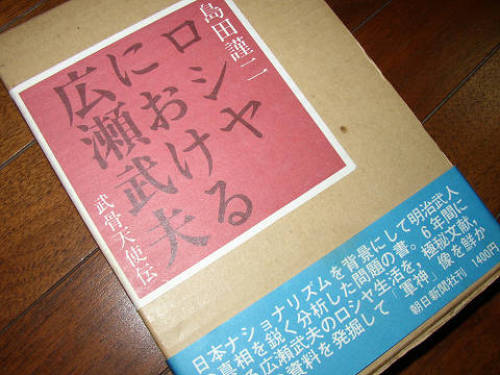 島田謹二
ロシヤ
における
広瀬武夫
武骨天使伝
日本ナショナリズムを背景にして明治武人
真相を鋭く分析した問題の書。6年間に
広瀬武夫のロシヤ生活を、極秘文献、
資料を発掘して「軍神」像を鮮か
朝日新聞社刊
1400円